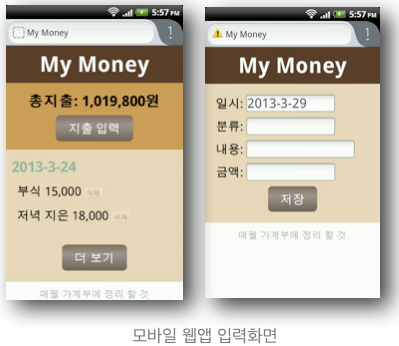 5:57 PM
My Money
1
My Money
총지출: 1,019,800원
지출 입력
2013-3-24
부식 15,000 삭제
저녁 지은 18,000 삭제
더 보기
매월 가계부에 정리 할 것
5:57 PM
My Money
1
My Money
일시: 2013-3-29
분류:
내용:
금액:
저장
매월 가계부에 정리 할 것
모바일 웹앱 입력화면